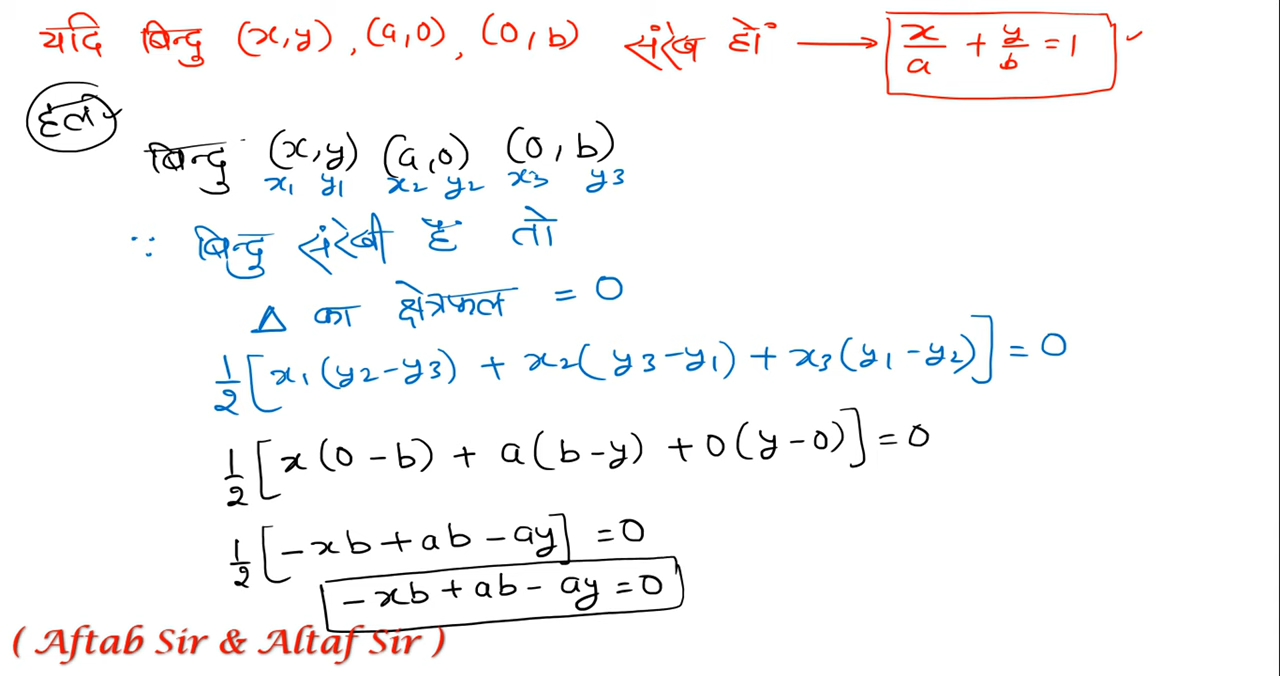 यदि बिन्दु (x,y), (a,0), (0,b) संरेख हों → x/a + y/b = 1
हल
बिन्दु (x,y) (a,0) (0,b)
x₁ y₁ x₂ y₂ x₃ y₃
∵ बिन्दु संरेखी हैं तो
Δ का क्षेत्रफल = 0
1/2 [x₁(y₂-y₃) + x₂(y₃-y₁) + x₃(y₁-y₂)] = 0
1/2 [x(0-b) + a(b-y) + 0(y-0)] = 0
1/2 [-xb + ab - ay] = 0
-xb + ab - ay = 0
( Aftab Sir & Altaf Sir )